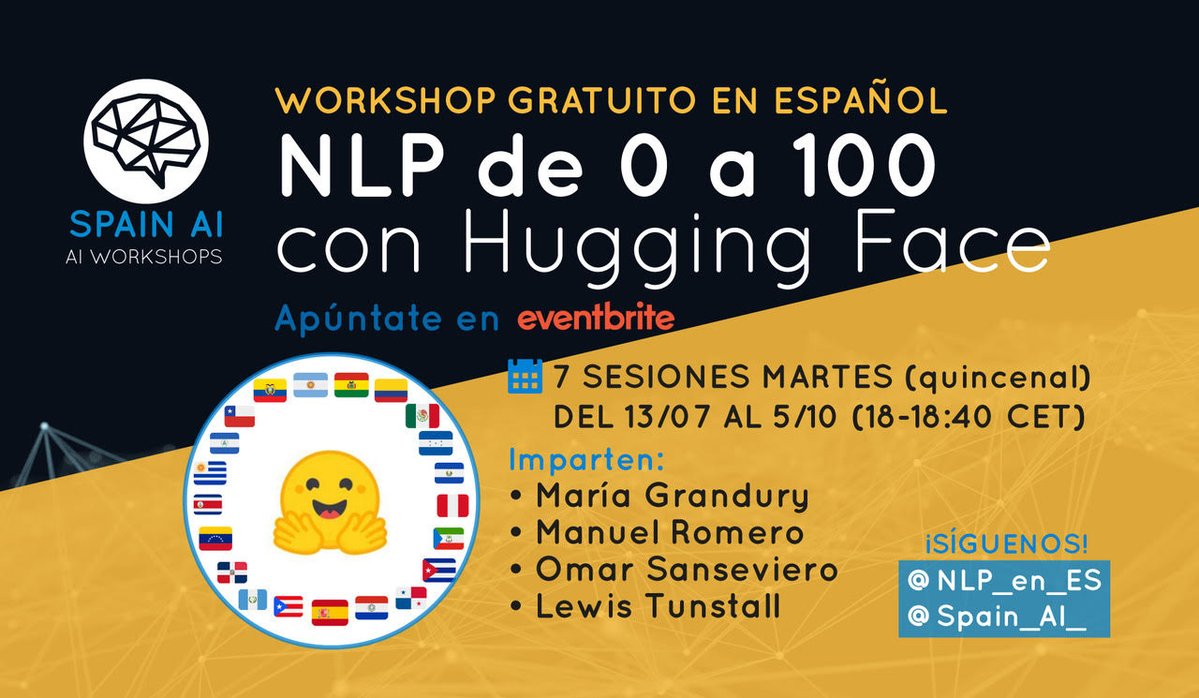 SPAIN AI
AI WORKSHOPS
WORKSHOP GRATUITO EN ESPAÑOL
NLP de 0 a 100
con Hugging Face
Apúntate en eventbrite
7 SESIONES MARTES (quincenal)
DEL 13/07 AL 5/10 (18-18:40 CET)
Imparten:
• María Grandury
• Manuel Romero
• Omar Sanseviero
• Lewis Tunstall
¡SÍGUENOS!
@NLP_en_ES
@Spain_AI_